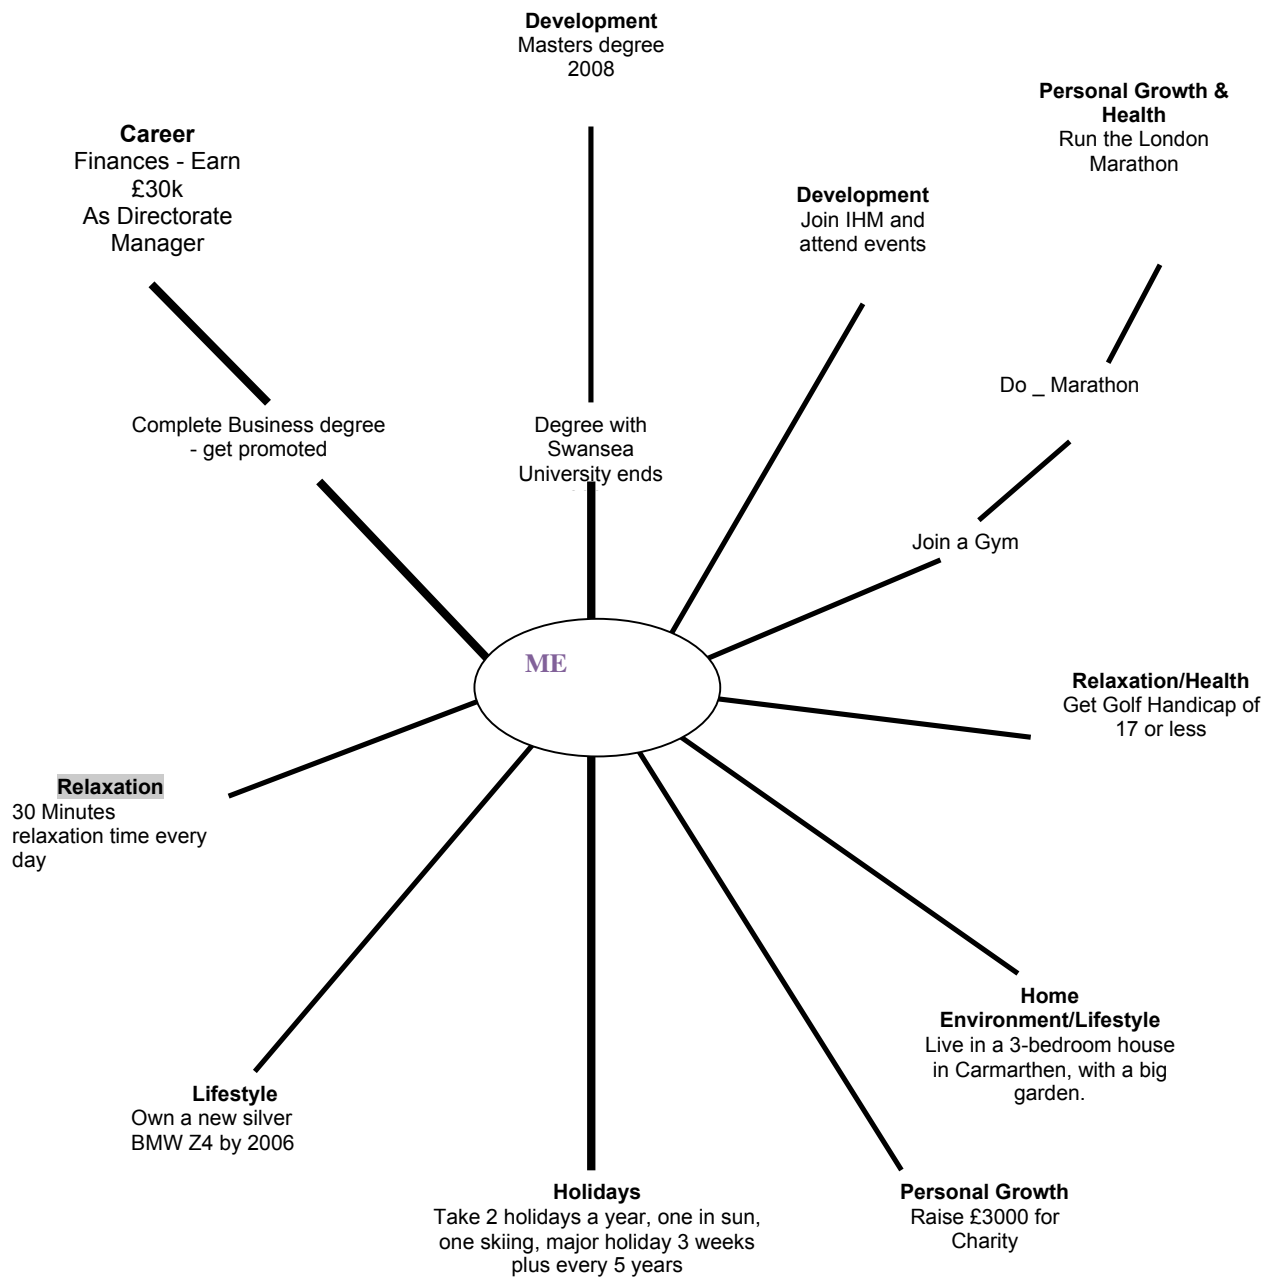 Development
Masters degree
2008
Personal Growth &
Health
Run the London
Marathon
Career
Finances - Earn
£30k
As Directorate
Manager
Development
Join IHM and
attend events
Do _ Marathon
Complete Business degree
- get promoted
Degree with
Swansea
University ends
Join a Gym
ME
Relaxation/Health
Get Golf Handicap of
17 or less
Relaxation
30 Minutes
relaxation time every
day
Home
Environment/Lifestyle
Live in a 3-bedroom house
in Carmarthen, with a big
garden.
Lifestyle
Own a new silver
BMW Z4 by 2006
Holidays
Take 2 holidays a year, one in sun,
one skiing, major holiday 3 weeks
plus every 5 years
Personal Growth
Raise £3000 for
Charity